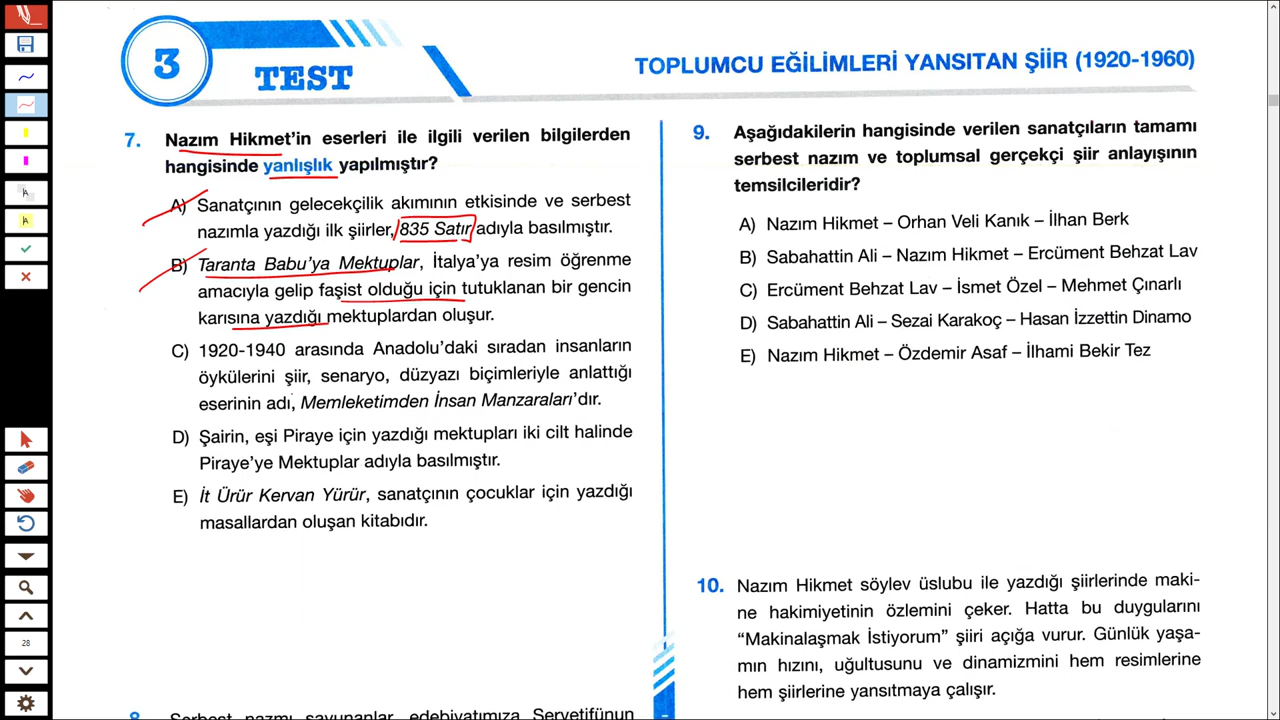 3
TEST
TOPLUMCU EĞİLİMLERİ YANSITAN ŞİİR (1920-1960)
7. Nazım Hikmet'in eserleri ile ilgili verilen bilgilerden
hangisinde yanlışlık yapılmıştır?
A) Sanatçının gelecekçilik akımının etkisinde ve serbest
nazımla yazdığı ilk şiirler, 835 Satır adıyla basılmıştır.
B) Taranta Babu'ya Mektuplar, İtalya'ya resim öğrenme
amacıyla gelip faşist olduğu için tutuklanan bir gencin
karısına yazdığı mektuplardan oluşur.
C) 1920-1940 arasında Anadolu'daki sıradan insanların
öykülerini şiir, senaryo, düzyazı biçimleriyle anlattığı
eserinin adı, Memleketimden İnsan Manzaraları'dır.
D) Şairin, eşi Piraye için yazdığı mektupları iki cilt halinde
Piraye'ye Mektuplar adıyla basılmıştır.
E) İt Ürür Kervan Yürür, sanatçının çocuklar için yazdığı
masallardan oluşan kitabıdır.
8. Serbest nazmı savunanlar, edebiyatımıza Servetifünun
9. Aşağıdakilerin hangisinde verilen sanatçıların tamamı
serbest nazım ve toplumsal gerçekçi şiir anlayışının
temsilcileridir?
A) Nazım Hikmet – Orhan Veli Kanık – İlhan Berk
B) Sabahattin Ali – Nazım Hikmet – Ercüment Behzat Lav
C) Ercüment Behzat Lav – İsmet Özel – Mehmet Çınarlı
D) Sabahattin Ali – Sezai Karakoç – Hasan İzzettin Dinamo
E) Nazım Hikmet – Özdemir Asaf – İlhami Bekir Tez
10. Nazım Hikmet söylev üslubu ile yazdığı şiirlerinde maki-
ne hakimiyetinin özlemini çeker. Hatta bu duygularını
"Makinalaşmak İstiyorum" şiiri açığa vurur. Günlük yaşa-
mın hızını, uğultusunu ve dinamizmini hem resimlerine
hem şiirlerine yansıtmaya çalışır.
28